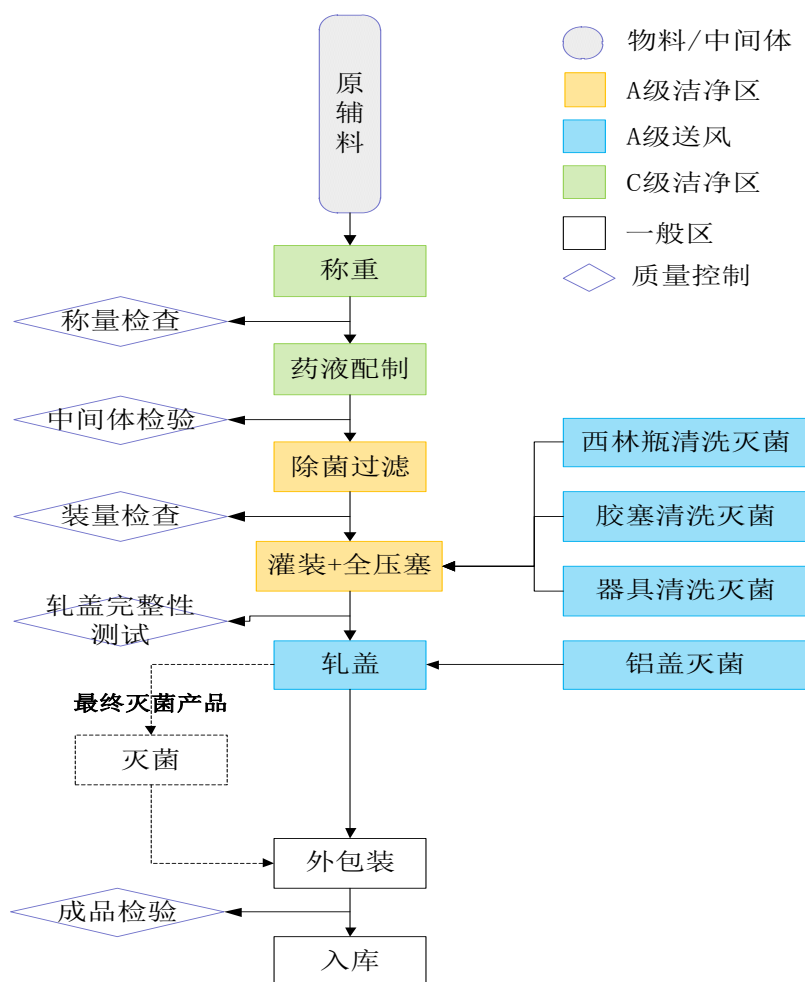 原
辅
料
物料/中间体
A级洁净区
A级送风
C级洁净区
一般区
质量控制
称重
称量检查
药液配制
中间体检验
除菌过滤
西林瓶清洗灭菌
装量检查
胶塞清洗灭菌
灌装+全压塞
器具清洗灭菌
轧盖完整性
测试
轧盖
铝盖灭菌
最终灭菌产品
灭菌
外包装
成品检验
入库